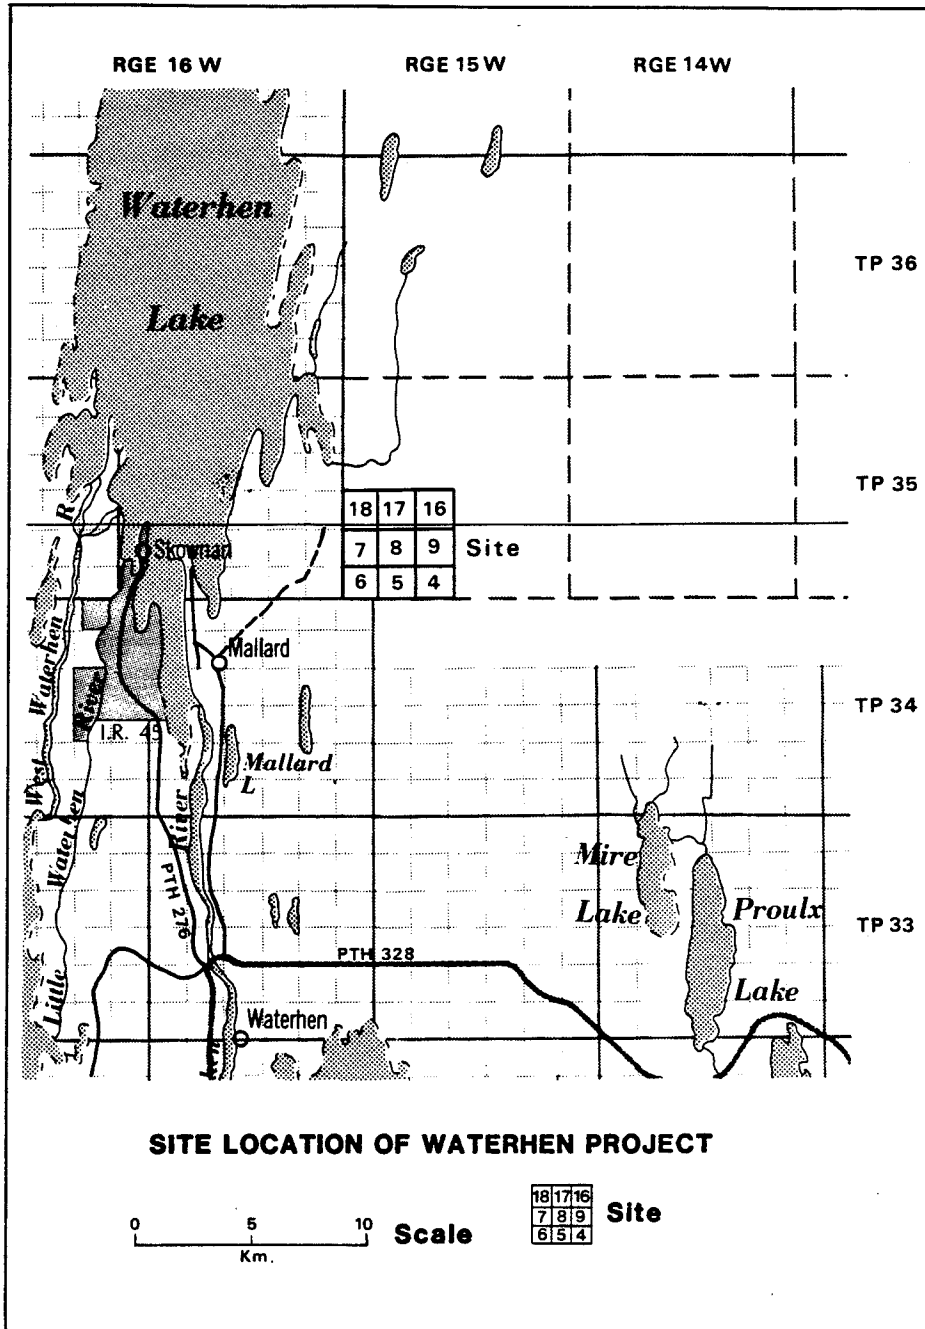 RGE 16 W RGE 15 W RGE 14 W
Waterhen
Lake
TP 36
TP 35
R
18 17 16
7 8 9
6 5 4
Site
Skownan
Mallard
West Waterhen
River
I.R. 45
TP 34
Mallard
L
River
PTH 276
Mire
Lake
Proulx
Lake
TP 33
Little Waterhen
PTH 328
Waterhen
SITE LOCATION OF WATERHEN PROJECT
0 5 10
Km.
Scale
18 17 16
7 8 9
6 5 4
Site